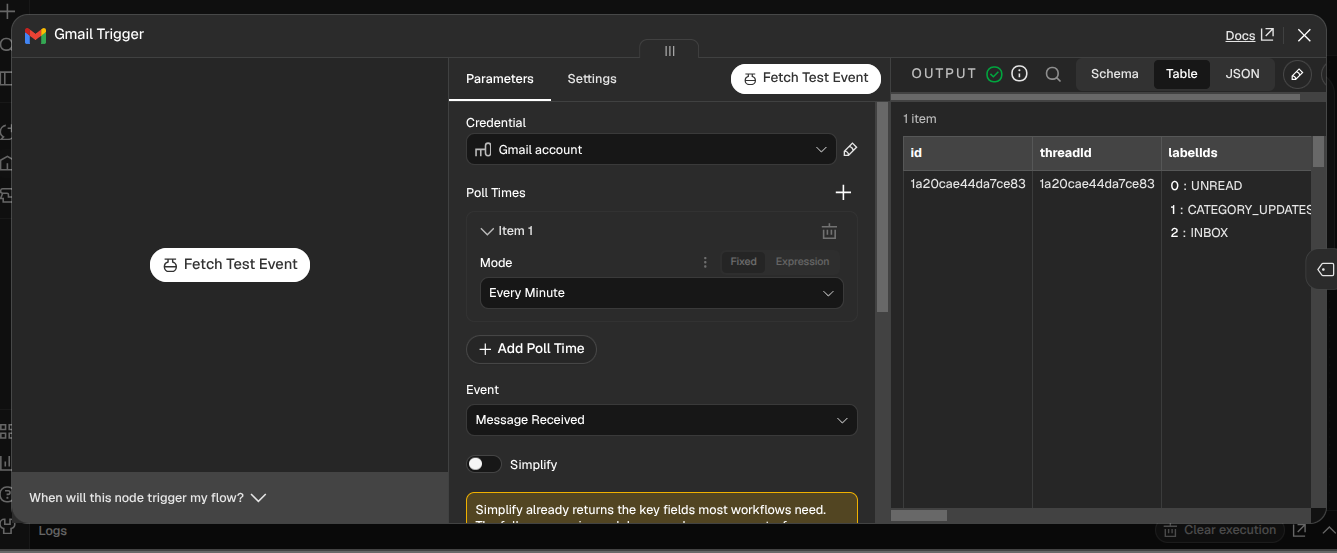 Gmail Trigger
Docs
Parameters
Settings
Fetch Test Event
OUTPUT
Schema
Table
JSON
Credential
Gmail account
Poll Times
Item 1
Mode
Fixed
Expression
Every Minute
Add Poll Time
Event
Message Received
Simplify
Simplify already returns the key fields most workflows need.
1 item
id threadId labelIds
1a20cae44da7ce83 1a20cae44da7ce83 0 : UNREAD
1 : CATEGORY_UPDATES
2 : INBOX
Fetch Test Event
When will this node trigger my flow?
Logs
Clear execution